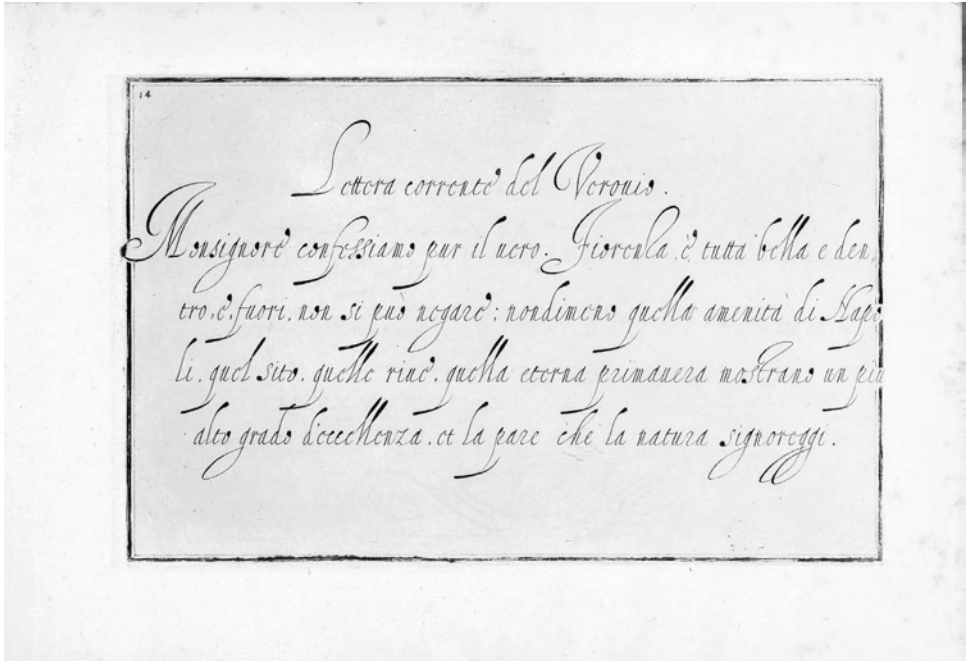 14
Lettera corrente del Verovio.
Monsignore confessiamo pur il uero. Fiorenza è, tutta bella e den,
tro, e, fuori, non si può negare; nondimeno quella amenità di Napo
li, quel sito, quelle riue, quella eterna primauera mostrano un più
alto grado d'eccellenza, et la pare che la natura signoreggi.